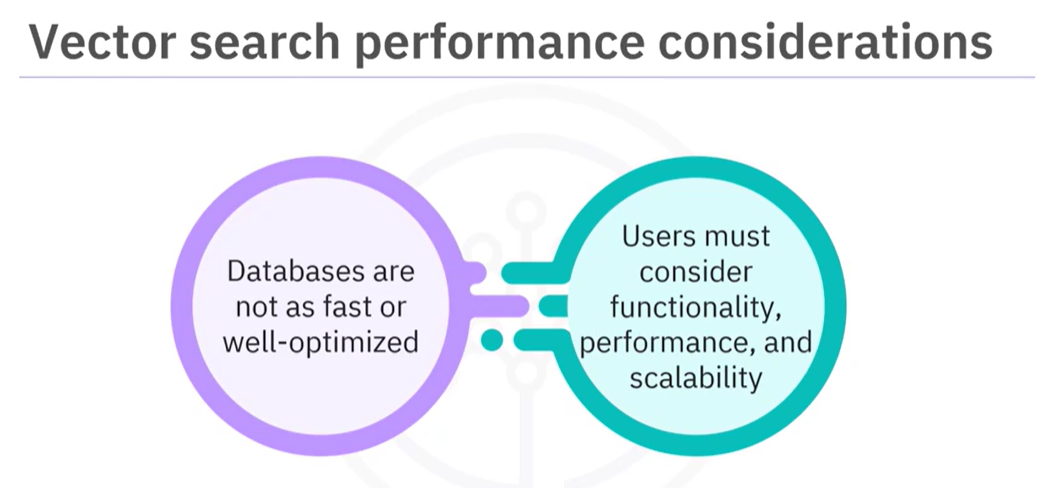 Vector search performance considerations
Databases are
not as fast or
well-optimized
Users must
consider
functionality,
performance, and
scalability